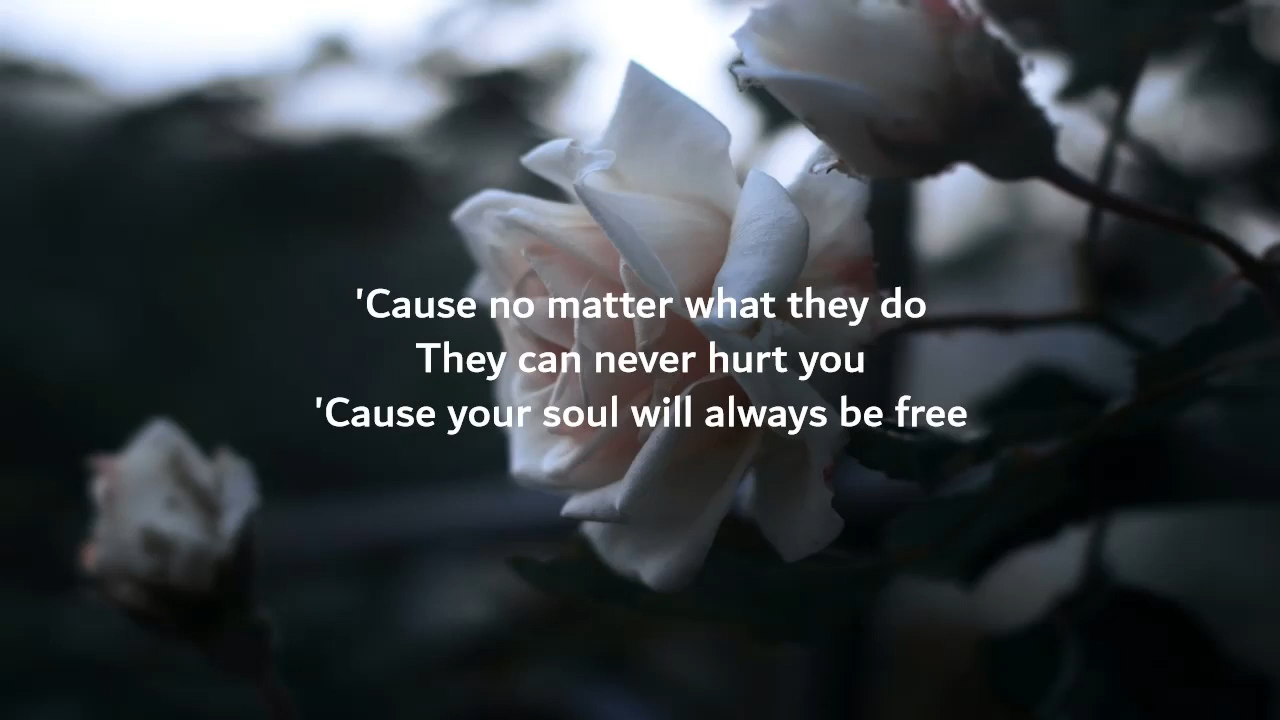 'Cause no matter what they do
They can never hurt you
'Cause your soul will always be free